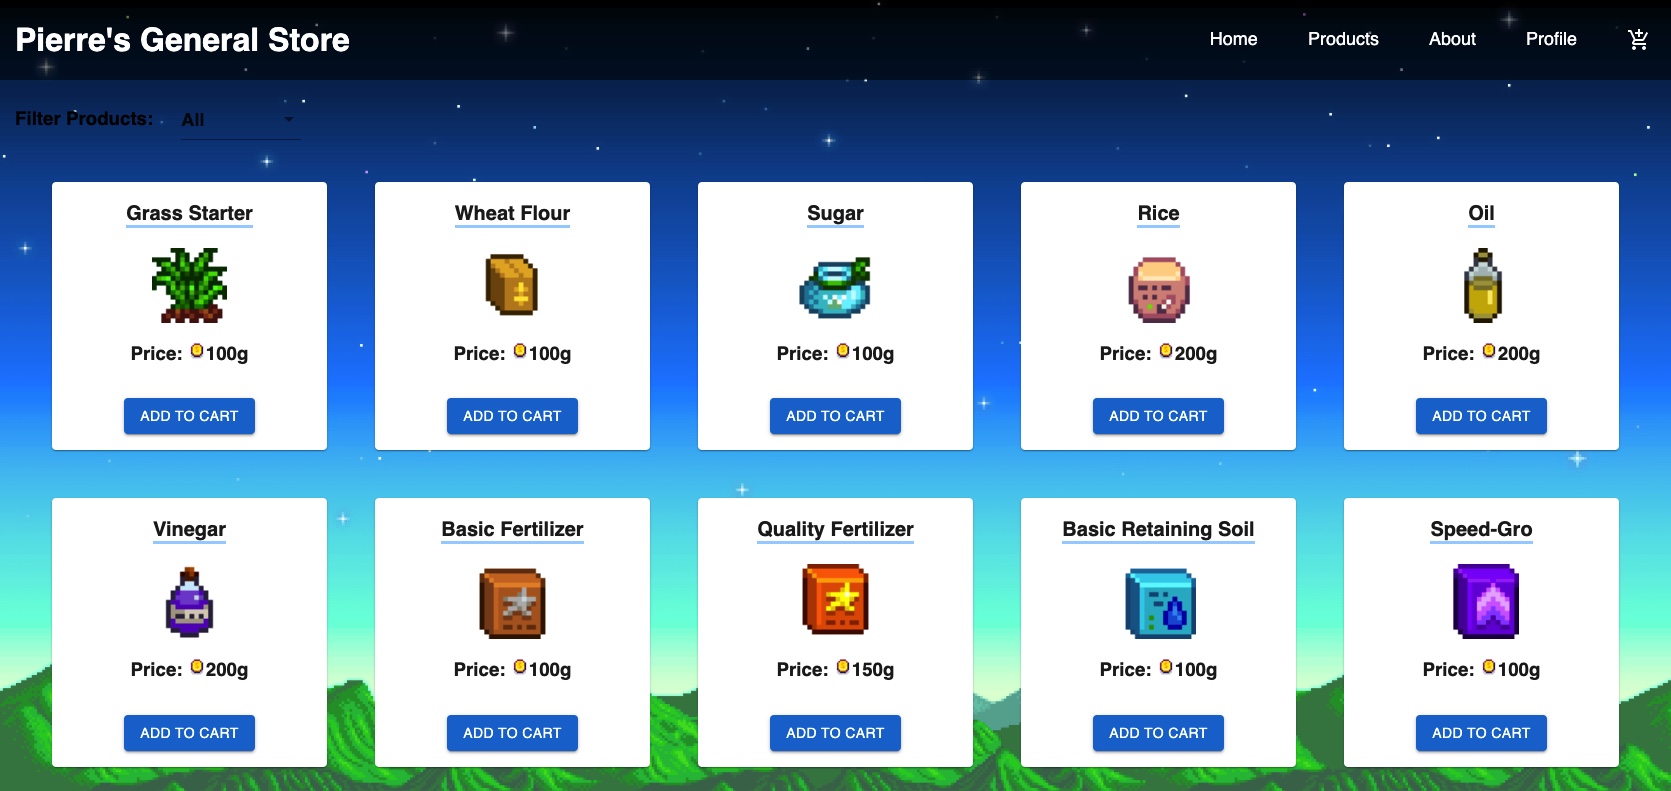 Pierre's General Store
Home Products About Profile
Filter Products: All
Grass Starter Wheat Flour Sugar Rice Oil
Price: 100g Price: 100g Price: 100g Price: 200g Price: 200g
ADD TO CART ADD TO CART ADD TO CART ADD TO CART ADD TO CART
Vinegar Basic Fertilizer Quality Fertilizer Basic Retaining Soil Speed-Gro
Price: 200g Price: 100g Price: 150g Price: 100g Price: 100g
ADD TO CART ADD TO CART ADD TO CART ADD TO CART ADD TO CART